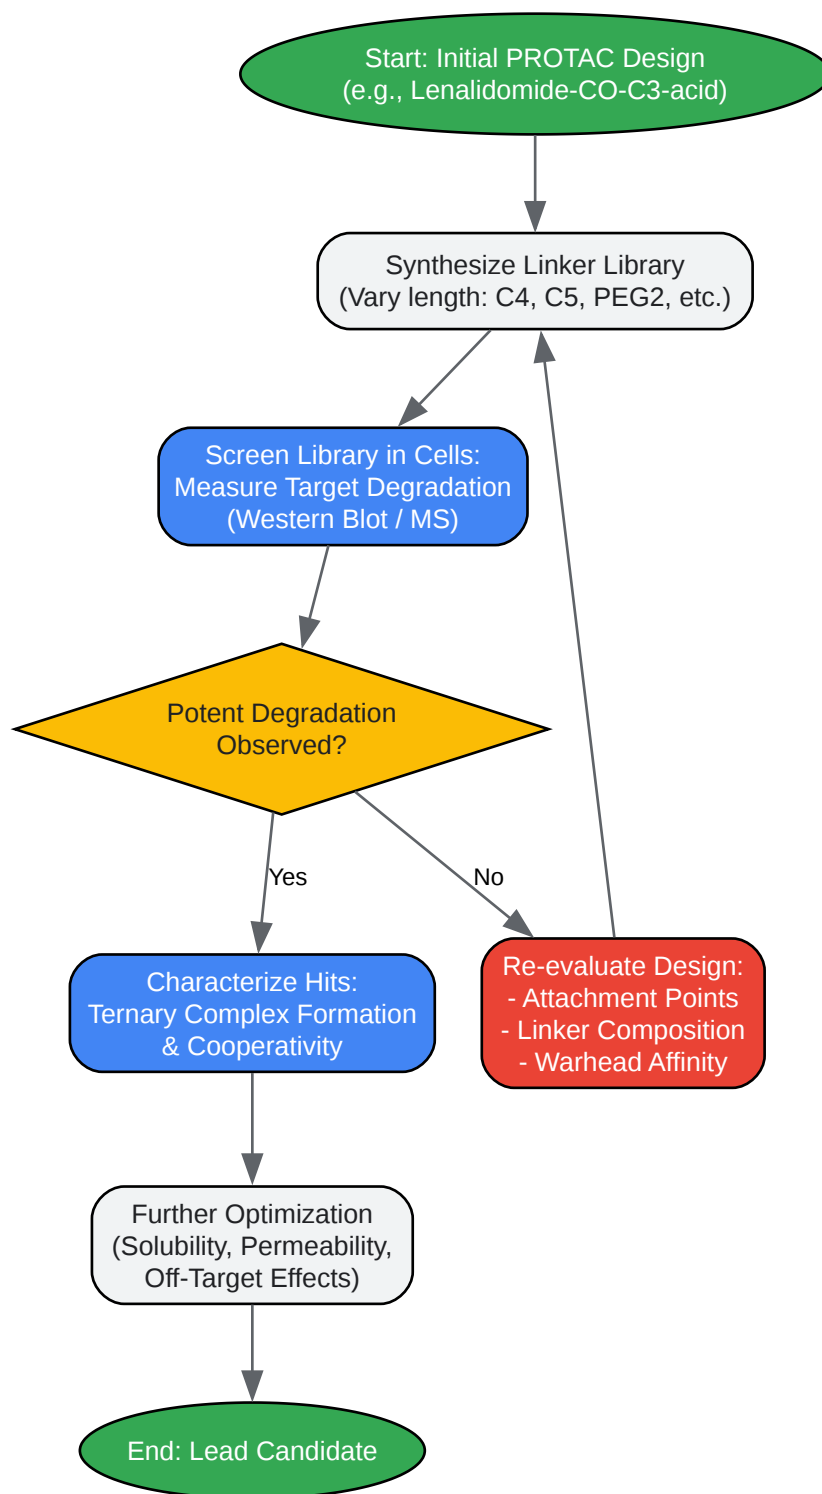 Start: Initial PROTAC Design
(e.g., Lenalidomide-CO-C3-acid)
Synthesize Linker Library
(Vary length: C4, C5, PEG2, etc.)
Screen Library in Cells:
Measure Target Degradation
(Western Blot / MS)
Potent Degradation
Observed?
Yes
No
Characterize Hits:
Ternary Complex Formation
& Cooperativity
Re-evaluate Design:
- Attachment Points
- Linker Composition
- Warhead Affinity
Further Optimization
(Solubility, Permeability,
Off-Target Effects)
End: Lead Candidate